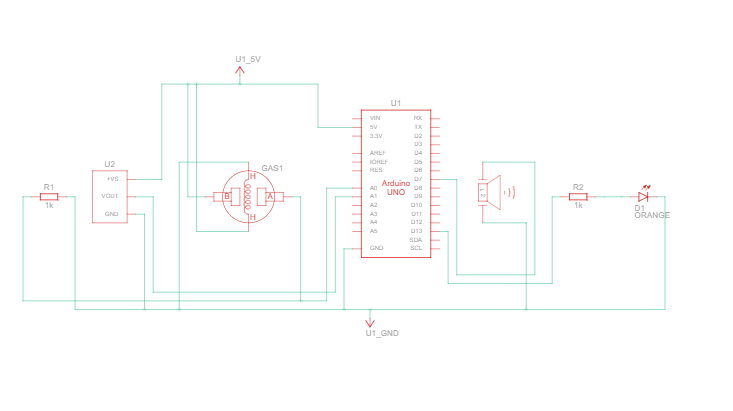 U1_5V
U1
VIN
RX
5V
TX
3.3V
D2
D3
AREF
D4
IOREF
D5
RES
D6
D7
Arduino
UNO
A0
D8
A1
D9
A2
D10
A3
D11
A4
D12
A5
D13
SDA
GND
SCL
U2
+VS
VOUT
GND
GAS1
H
B
A
H
R1
1k
1
2
R2
1k
D1
ORANGE
U1_GND